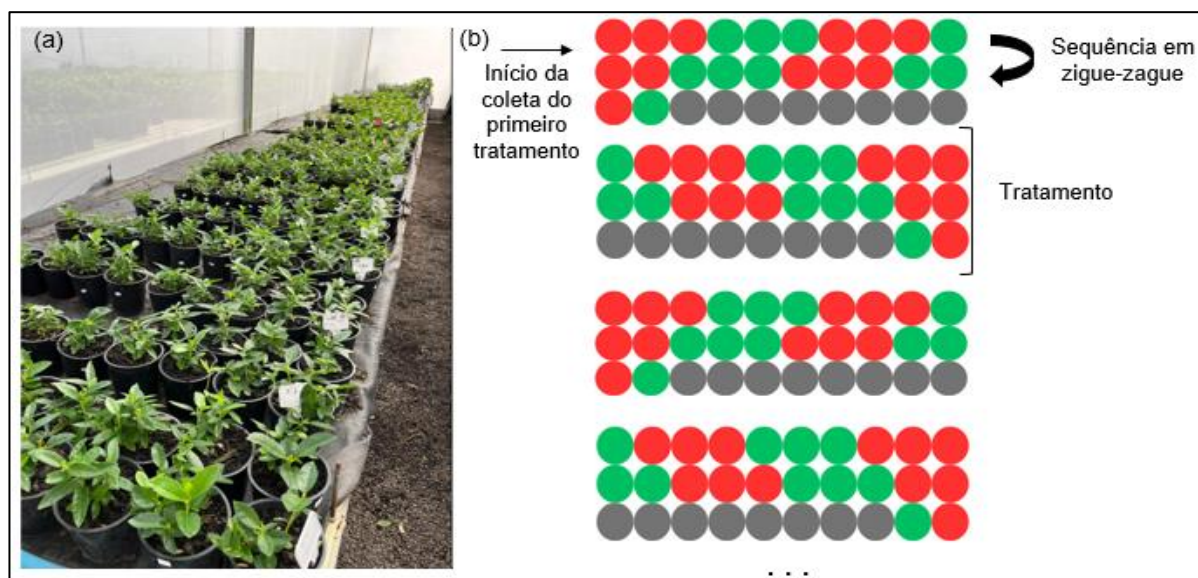 (a)
(b)
Início da
coleta do
primeiro
tratamento
Sequência em
zigue-zague
Tratamento
. . .